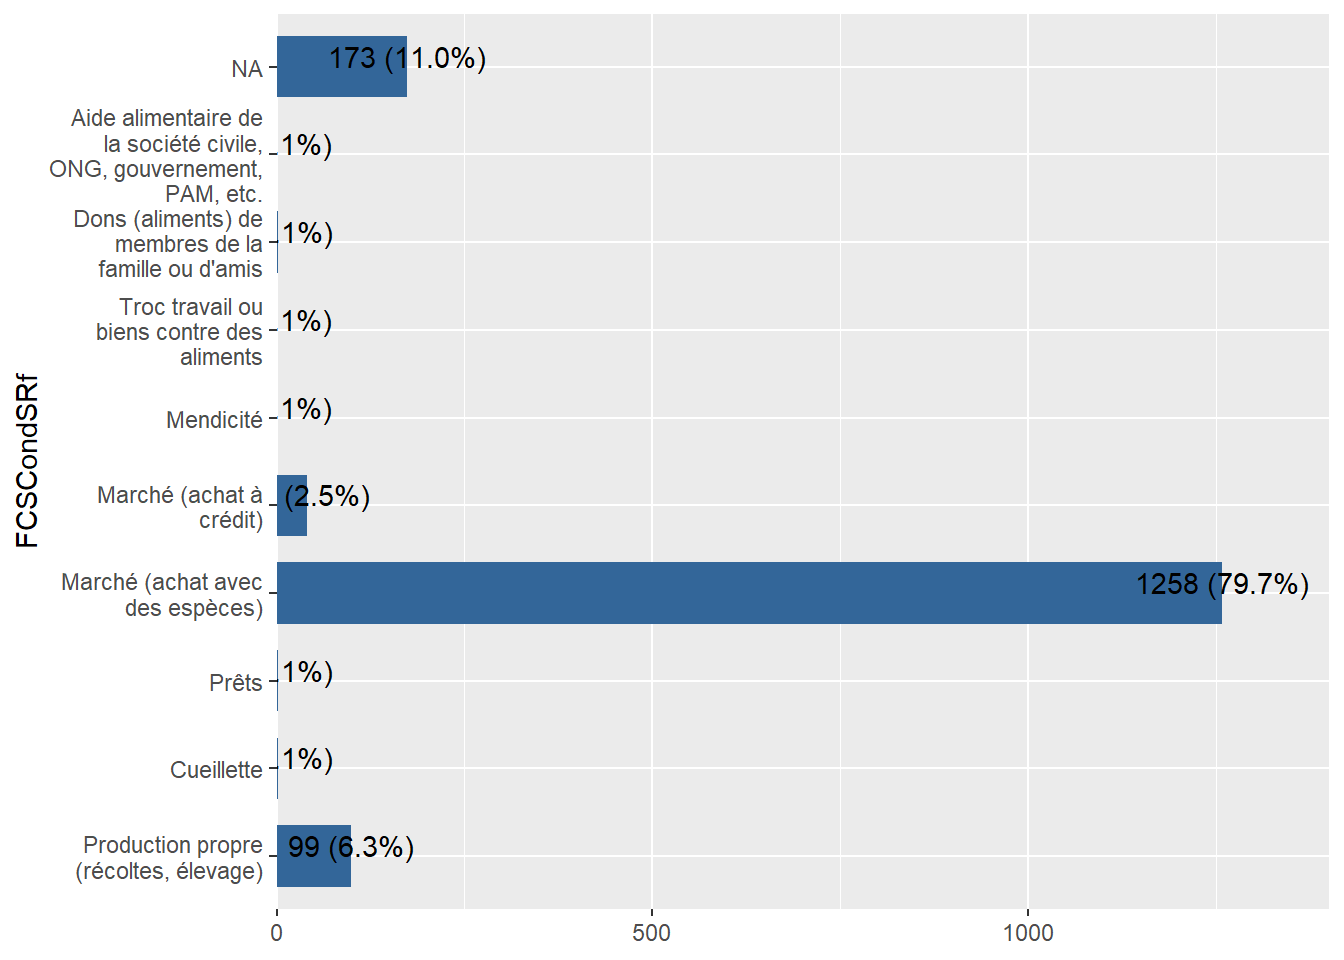 NA
173 (11.0%)
Aide alimentaire de
la société civile,
ONG, gouvernement,
PAM, etc.
1%)
Dons (aliments) de
membres de la
famille ou d'amis
1%)
Troc travail ou
biens contre des
aliments
1%)
Mendicité
1%)
Marché (achat à
crédit)
(2.5%)
Marché (achat avec
des espèces)
1258 (79.7%)
Prêts
1%)
Cueillette
1%)
Production propre
(récoltes, élevage)
99 (6.3%)
FCSCondSRf
0
500
1000